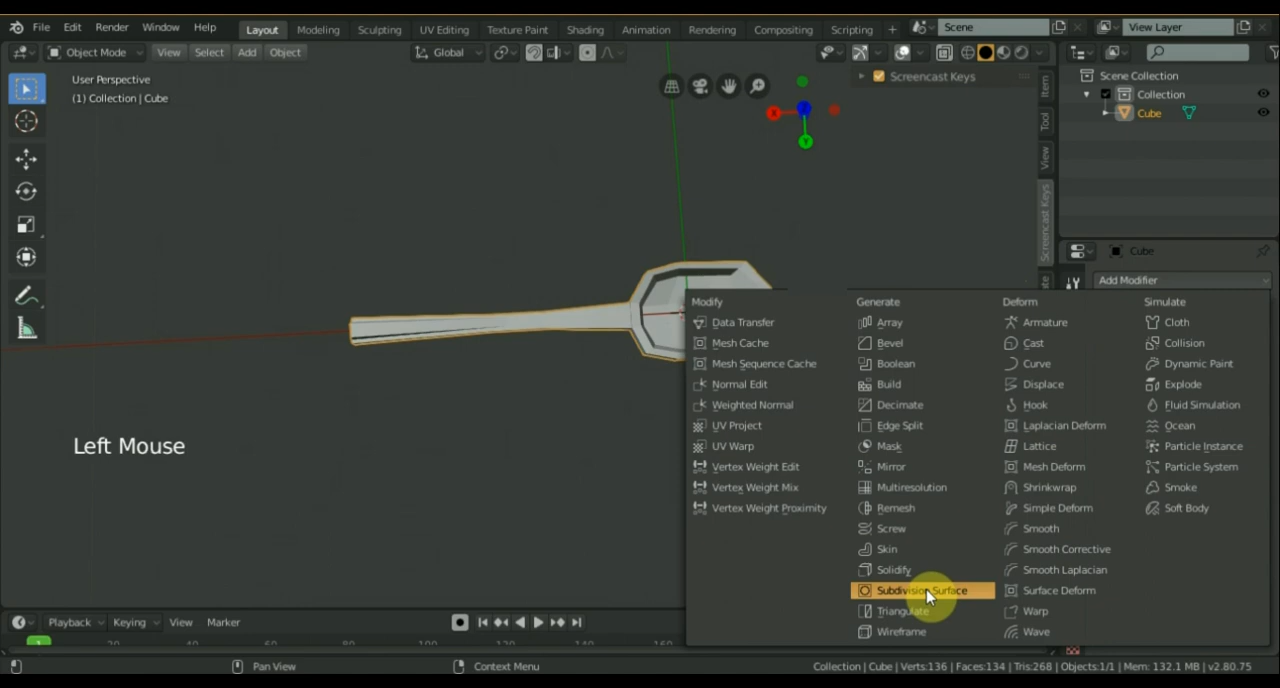 File Edit Render Window Help Layout Modeling Sculpting UV Editing Texture Paint Shading Animation Rendering Compositing Scripting + Scene View Layer
Object Mode View Select Add Object Global
User Perspective
(1) Collection | Cube
Screencast Keys
Item
Tool
View
Screencast Keys
Scene Collection
Collection
Cube
Cube
Add Modifier
Modify Generate Deform Simulate
Data Transfer Array Armature Cloth
Mesh Cache Bevel Cast Collision
Mesh Sequence Cache Boolean Curve Dynamic Paint
Normal Edit Build Displace Explode
Weighted Normal Decimate Hook Fluid Simulation
UV Project Edge Split Laplacian Deform Ocean
UV Warp Mask Lattice Particle Instance
Vertex Weight Edit Mirror Mesh Deform Particle System
Vertex Weight Mix Multiresolution Shrinkwrap Smoke
Vertex Weight Proximity Remesh Simple Deform Soft Body
Screw Smooth
Skin Smooth Corrective
Solidify Smooth Laplacian
Subdivision Surface Surface Deform
Triangulate Warp
Wireframe Wave
Left Mouse
Playback Keying View Marker
1
Pan View Context Menu Collection | Cube | Verts:136 | Faces:134 | Tris:268 | Objects:1/1 | Mem: 132.1 MB | v2.80.75